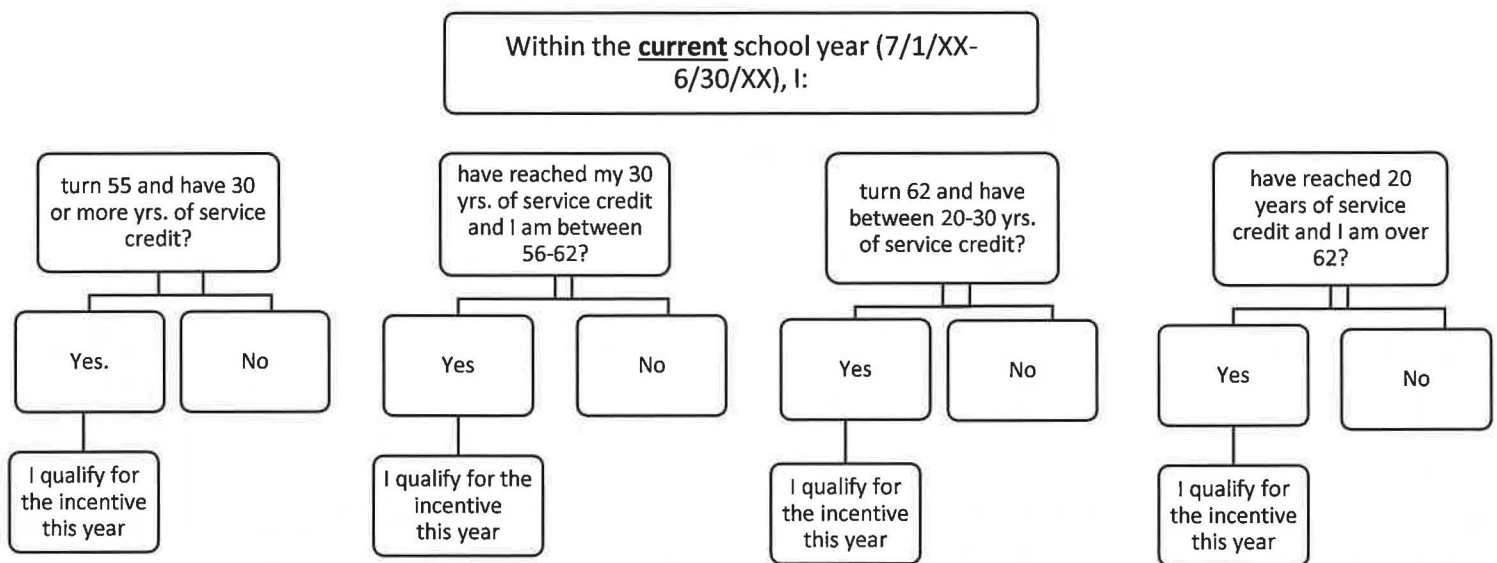 Within the current school year (7/1/XX-
6/30/XX), I:
turn 55 and have 30
or more yrs. of service
credit?
Yes.
No
I qualify for
the incentive
this year
have reached my 30
yrs. of service credit
and I am between
56-62?
Yes
No
I qualify for the
incentive
this year
turn 62 and have
between 20-30 yrs.
of service credit?
Yes
No
I qualify for
the incentive
this year
have reached 20
years of service
credit and I am over
62?
Yes
No
I qualify for
the incentive
this year